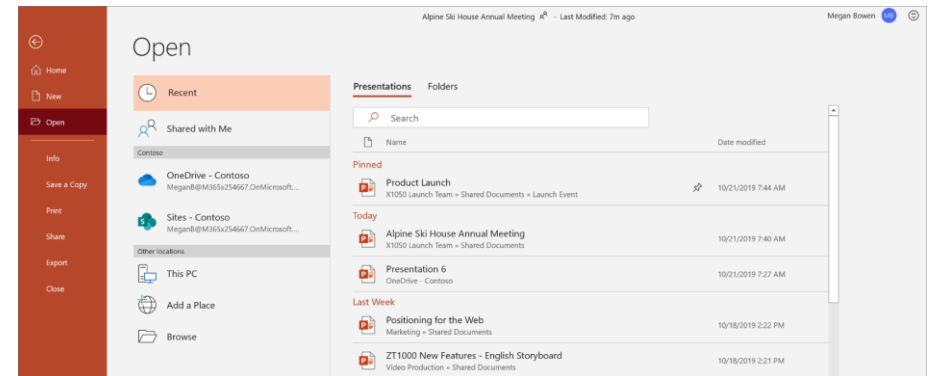 Alpine Ski House Annual Meeting - Last Modified: 7m ago
Megan Bowen MB
Home
New
Open
Info
Save a Copy
Print
Share
Export
Close
Open
Recent
Shared with Me
Contoso
OneDrive - Contoso
MeganB@M365x254667.OnMicrosoft...
Sites - Contoso
MeganB@M365x254667.OnMicrosoft...
Other locations
This PC
Add a Place
Browse
Presentations Folders
Search
Name Date modified
Pinned
Product Launch
X1050 Launch Team » Shared Documents » Launch Event
10/21/2019 7:44 AM
Today
Alpine Ski House Annual Meeting
X1050 Launch Team » Shared Documents
10/21/2019 7:40 AM
Presentation 6
OneDrive - Contoso
10/21/2019 7:27 AM
Last Week
Positioning for the Web
Marketing » Shared Documents
10/18/2019 2:22 PM
ZT1000 New Features - English Storyboard
Video Production » Shared Documents
10/18/2019 2:21 PM